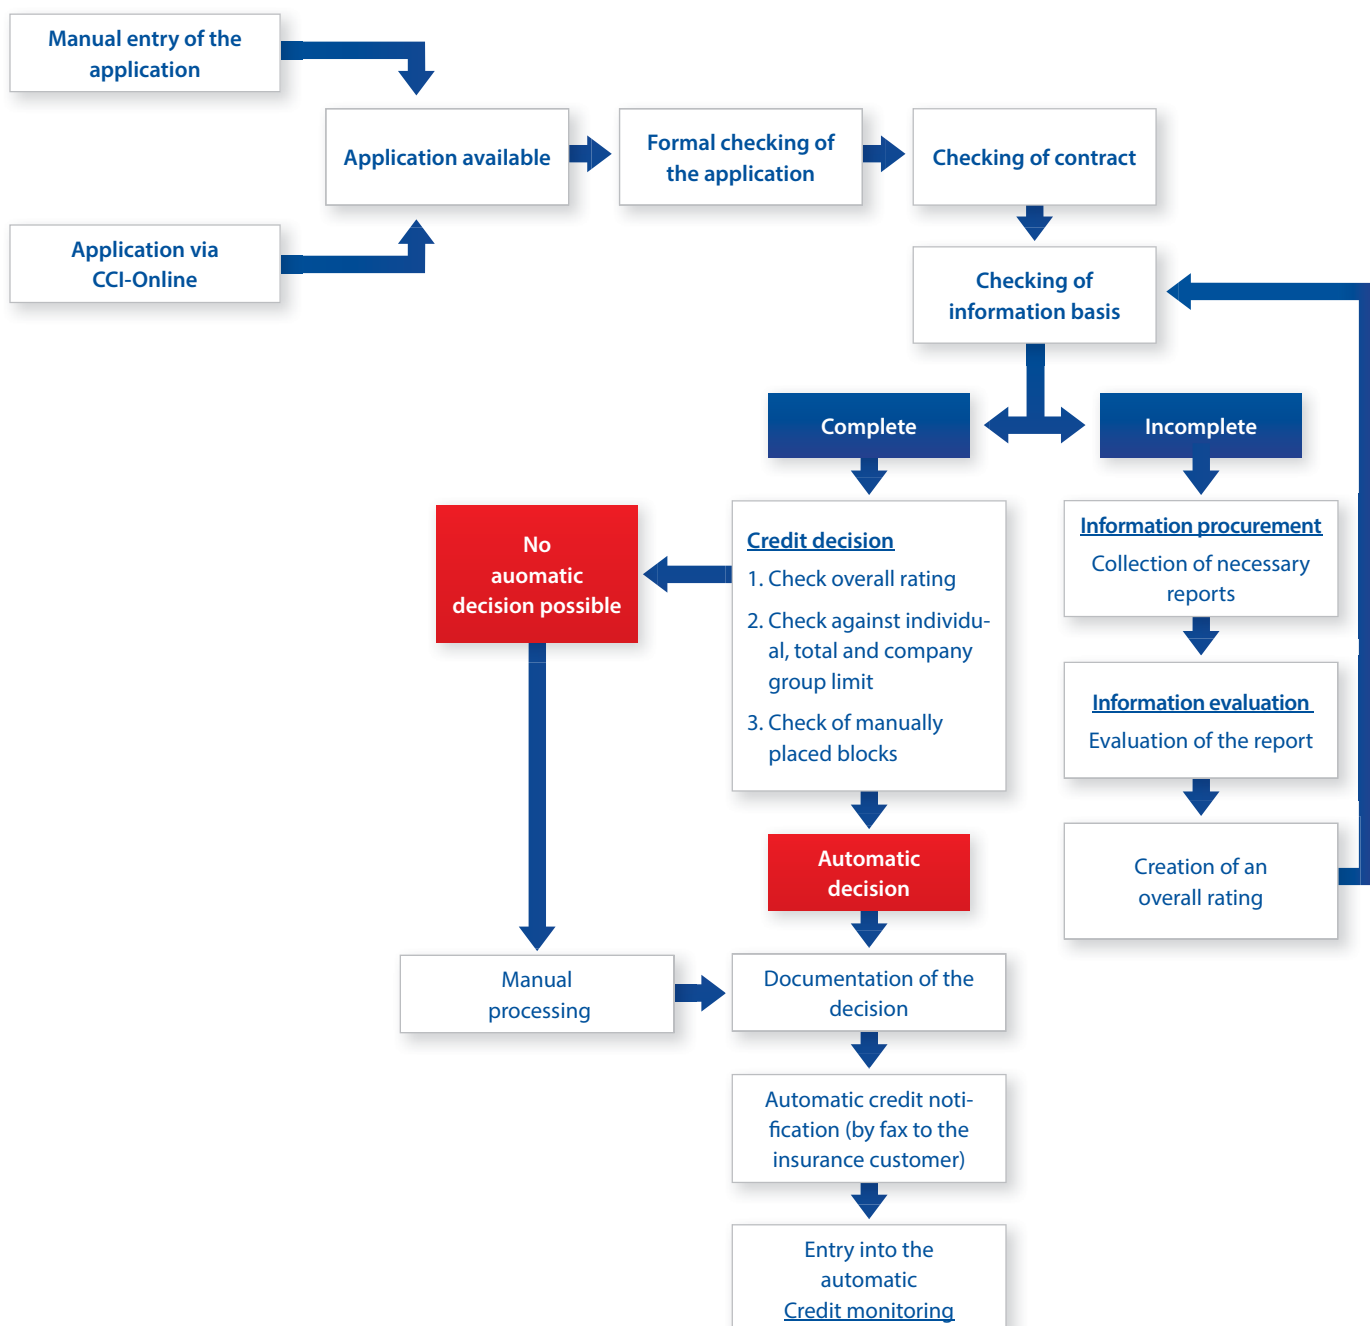 Manual entry of the
application
Application available
Formal checking of
the application
Checking of contract
Application via
CCI-Online
Checking of
information basis
Complete
Incomplete
No
auomatic
decision possible
Credit decision
1. Check overall rating
2. Check against individu-
al, total and company
group limit
3. Check of manually
placed blocks
Information procurement
Collection of necessary
reports
Information evaluation
Evaluation of the report
Automatic
decision
Creation of an
overall rating
Manual
processing
Documentation of the
decision
Automatic credit noti-
fication (by fax to the
insurance customer)
Entry into the
automatic
Credit monitoring